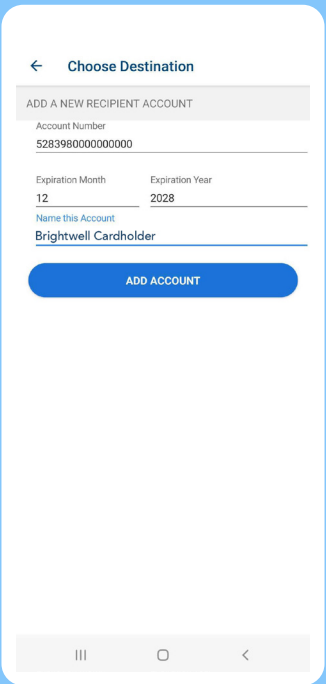 Choose Destination
ADD A NEW RECIPIENT ACCOUNT
Account Number
5283980000000000
Expiration Month Expiration Year
12 2028
Name this Account
Brightwell Cardholder
ADD ACCOUNT